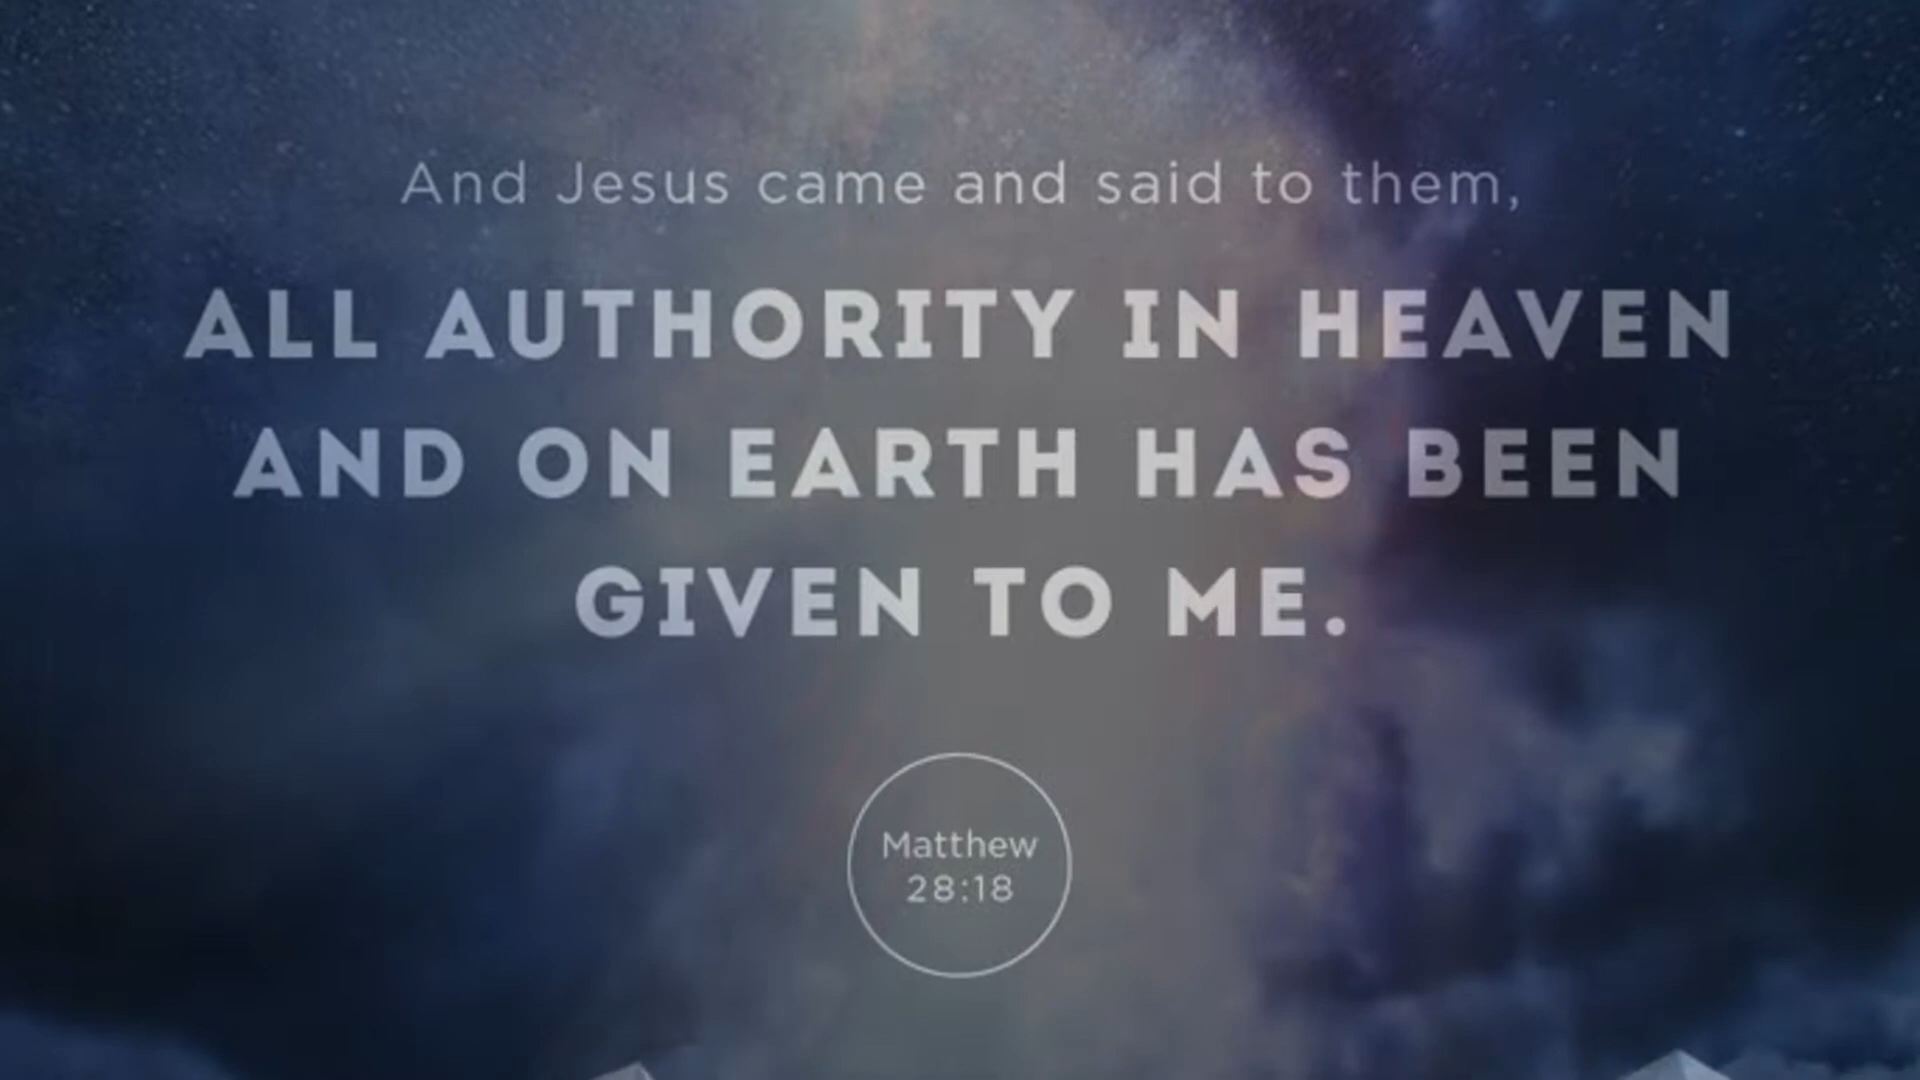 And Jesus came and said to them,
ALL AUTHORITY IN HEAVEN
AND ON EARTH HAS BEEN
GIVEN TO ME.
Matthew
28:18